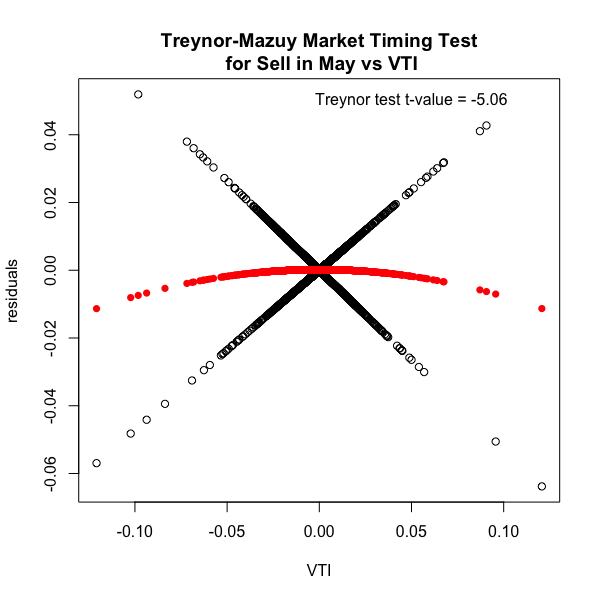 Treynor-Mazuy Market Timing Test
for Sell in May vs VTI
Treynor test t-value = -5.06
residuals
0.04
0.02
0.00
-0.02
-0.04
-0.06
-0.10
-0.05
0.00
0.05
0.10
VTI